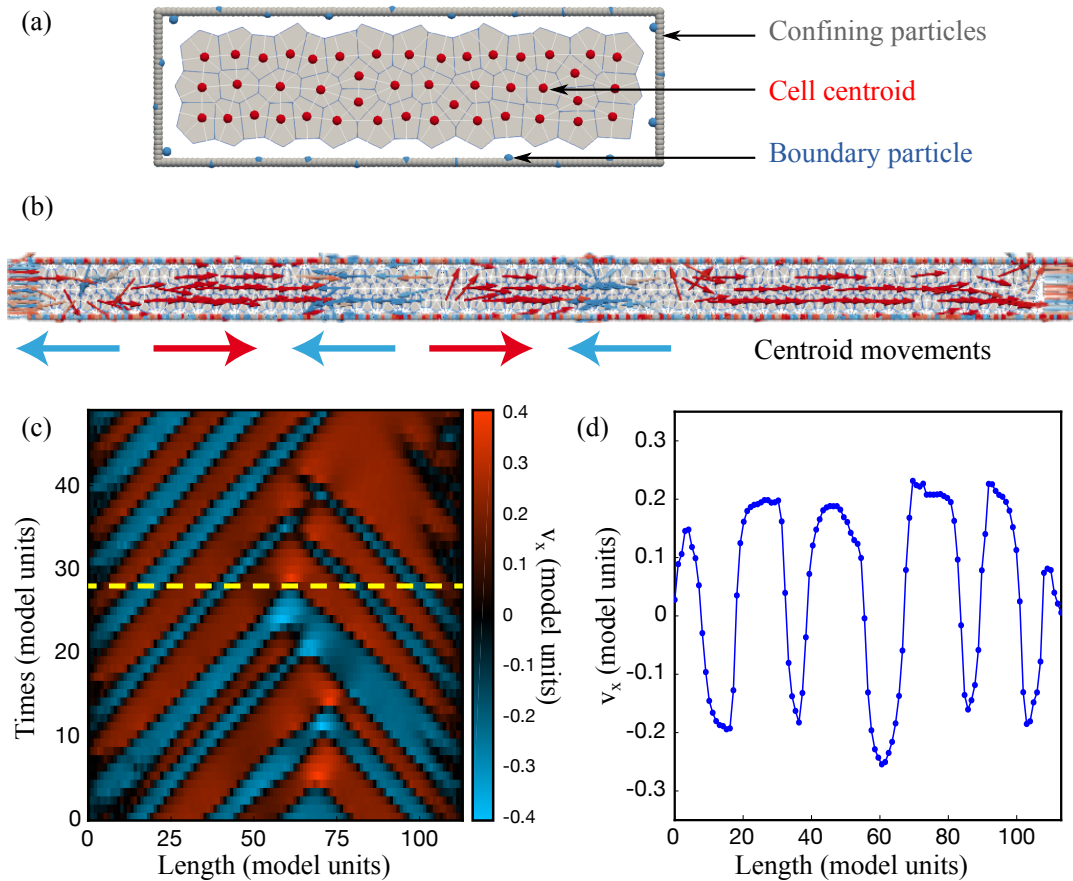 (a)
Confining particles
Cell centroid
Boundary particle
(b)
Centroid movements
(c)
0.4
0.3
0.2
0.1
0
-0.1
-0.2
-0.3
-0.4
v_x (model units)
40
30
20
10
0
Times (model units)
0 25 50 75 100
Length (model units)
(d)
0.3
0.2
0.1
0
-0.1
-0.2
-0.3
v_x (model units)
0 20 40 60 80 100
Length (model units)